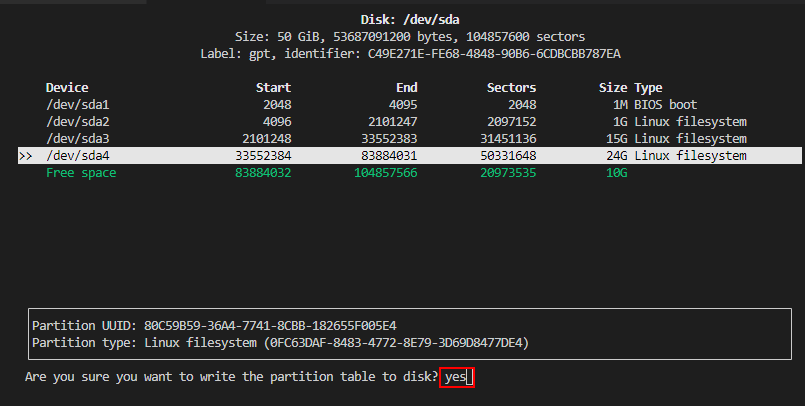 Disk: /dev/sda
Size: 50 GiB, 53687091200 bytes, 104857600 sectors
Label: gpt, identifier: C49E271E-FE68-4848-90B6-6CDBCBB787EA
Device Start End Sectors Size Type
/dev/sda1 2048 4095 2048 1M BIOS boot
/dev/sda2 4096 2101247 2097152 1G Linux filesystem
/dev/sda3 2101248 33552383 31451136 15G Linux filesystem
>> /dev/sda4 33552384 83884031 50331648 24G Linux filesystem
Free space 83884032 104857566 20973535 10G
Partition UUID: 80C59B59-36A4-7741-8CBB-182655F005E4
Partition type: Linux filesystem (0FC63DAF-8483-4772-8E79-3D69D8477DE4)
Are you sure you want to write the partition table to disk? yes